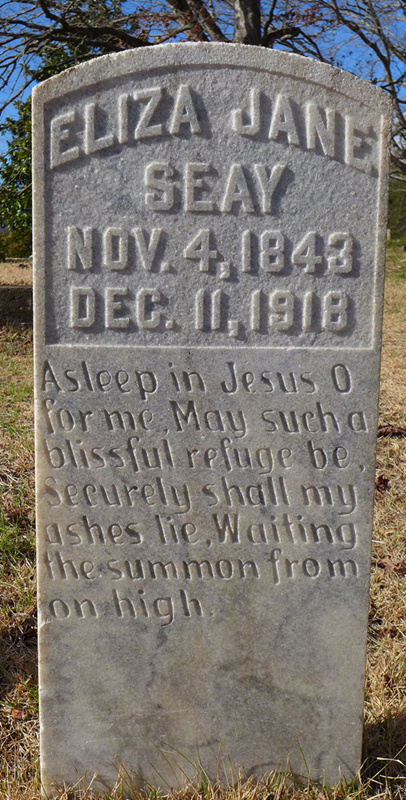 ELIZA JANE
SEAY
NOV. 4, 1843
DEC. 11, 1918
Asleep in Jesus O
for me, May such a
blissful refuge be,
Securely shall my
ashes lie, Waiting
the summon from
on high.